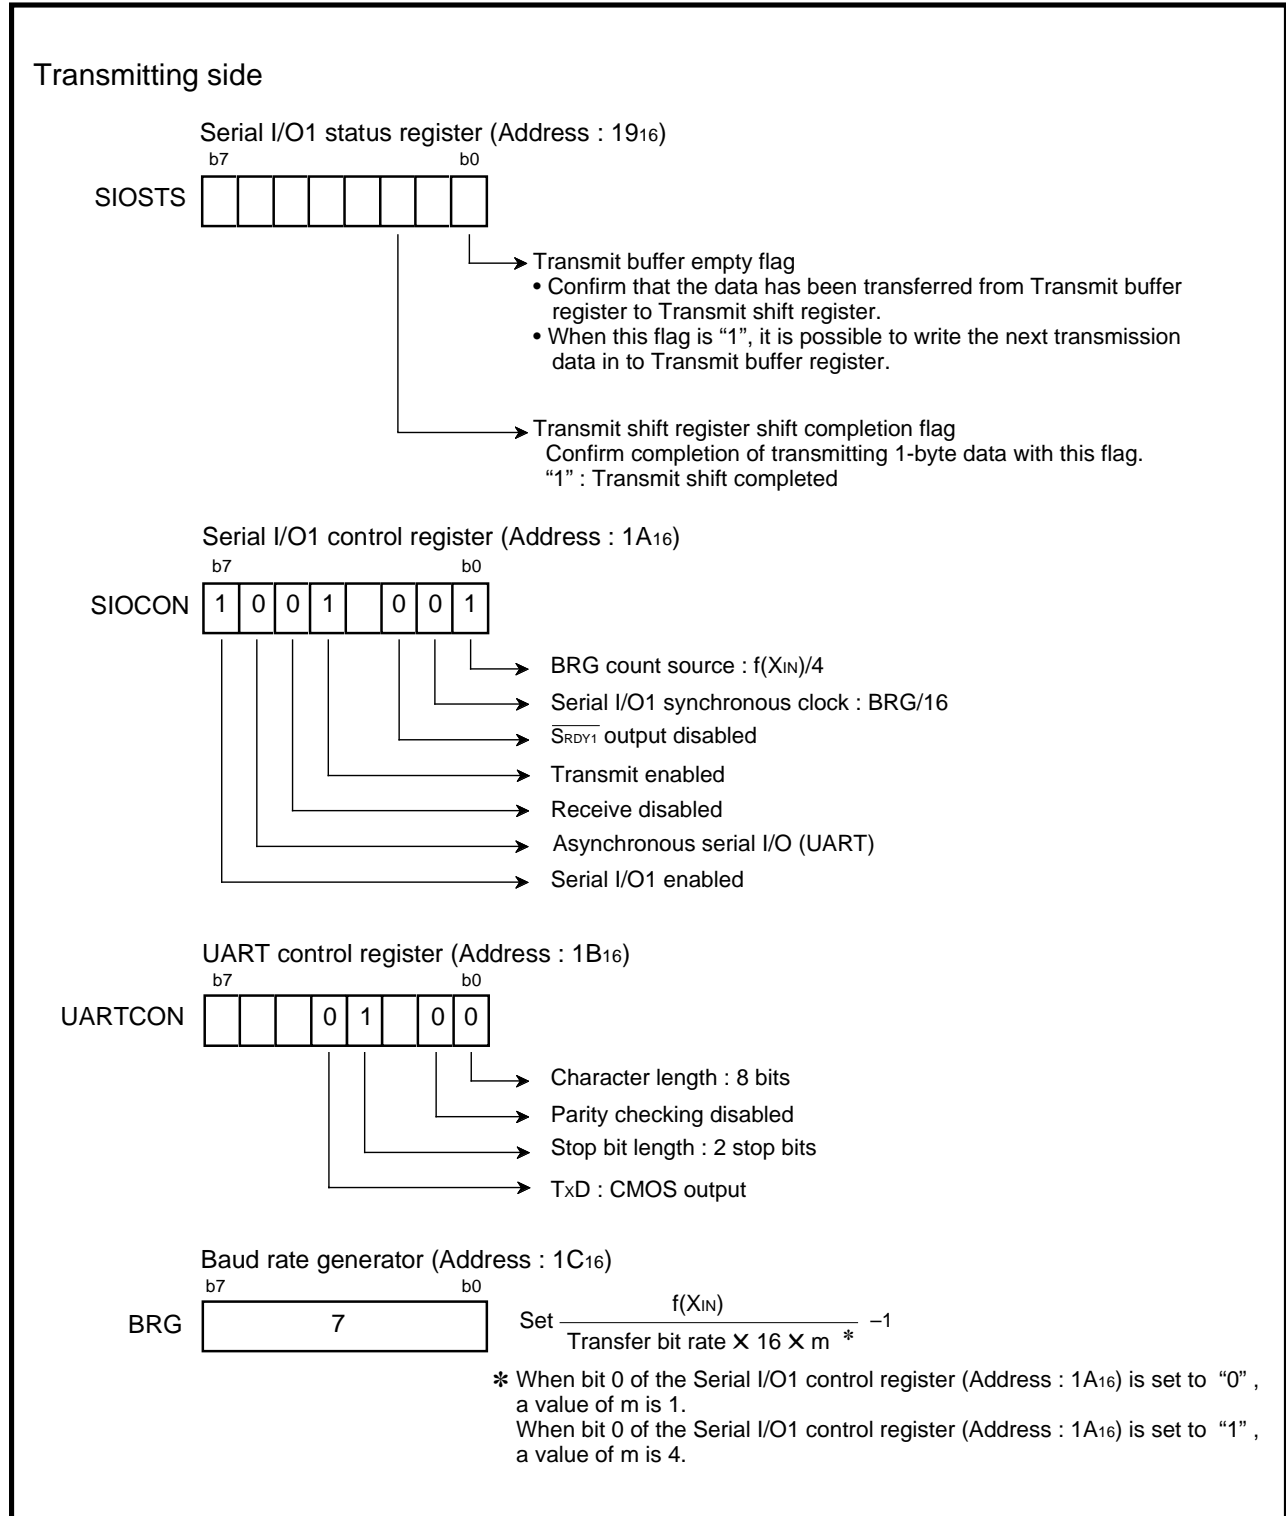 Transmitting side
Serial I/O1 status register (Address : 19₁₆)
b7 b0
SIOSTS
Transmit buffer empty flag
• Confirm that the data has been transferred from Transmit buffer
register to Transmit shift register.
• When this flag is “1”, it is possible to write the next transmission
data in to Transmit buffer register.
Transmit shift register shift completion flag
Confirm completion of transmitting 1-byte data with this flag.
“1” : Transmit shift completed
Serial I/O1 control register (Address : 1A₁₆)
b7 b0
SIOCON 1 0 0 1 0 0 1
BRG count source : f(XIN)/4
Serial I/O1 synchronous clock : BRG/16
S̅R̅D̅Y̅1̅ output disabled
Transmit enabled
Receive disabled
Asynchronous serial I/O (UART)
Serial I/O1 enabled
UART control register (Address : 1B₁₆)
b7 b0
UARTCON 0 1 0 0
Character length : 8 bits
Parity checking disabled
Stop bit length : 2 stop bits
TxD : CMOS output
Baud rate generator (Address : 1C₁₆)
b7 b0
BRG 7
f(XIN)
Set –1
Transfer bit rate ✕ 16 ✕ m ✻
✻ When bit 0 of the Serial I/O1 control register (Address : 1A₁₆) is set to “0” ,
a value of m is 1.
When bit 0 of the Serial I/O1 control register (Address : 1A₁₆) is set to “1” ,
a value of m is 4.